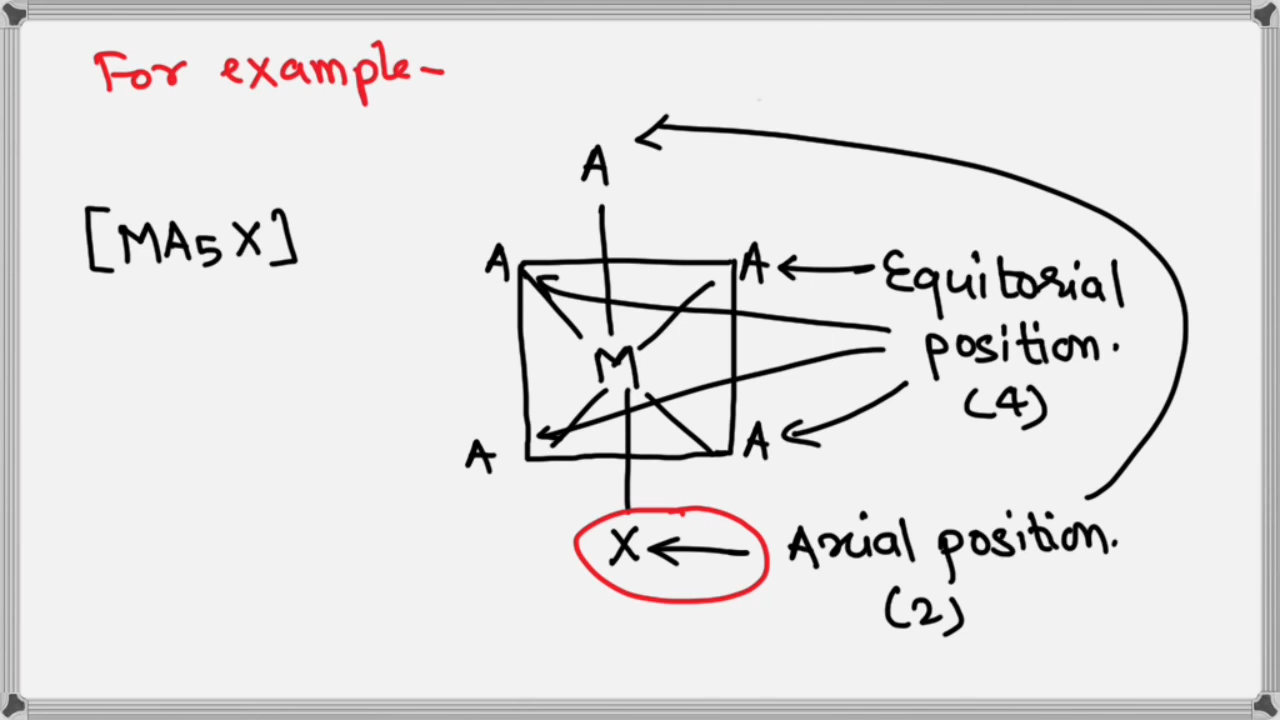 For example-
A
[MA5X]
A
A
Equitorial
M
position.
(4)
A
A
X
Axial position.
(2)